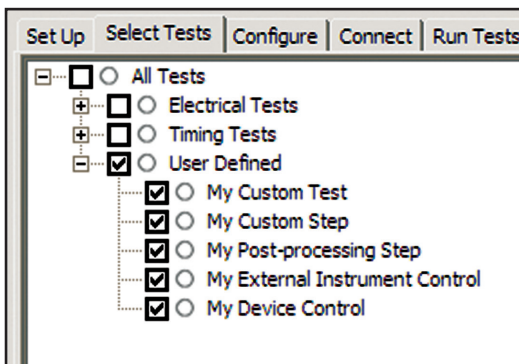 Set Up Select Tests Configure Connect Run Tests
All Tests
Electrical Tests
Timing Tests
User Defined
My Custom Test
My Custom Step
My Post-processing Step
My External Instrument Control
My Device Control